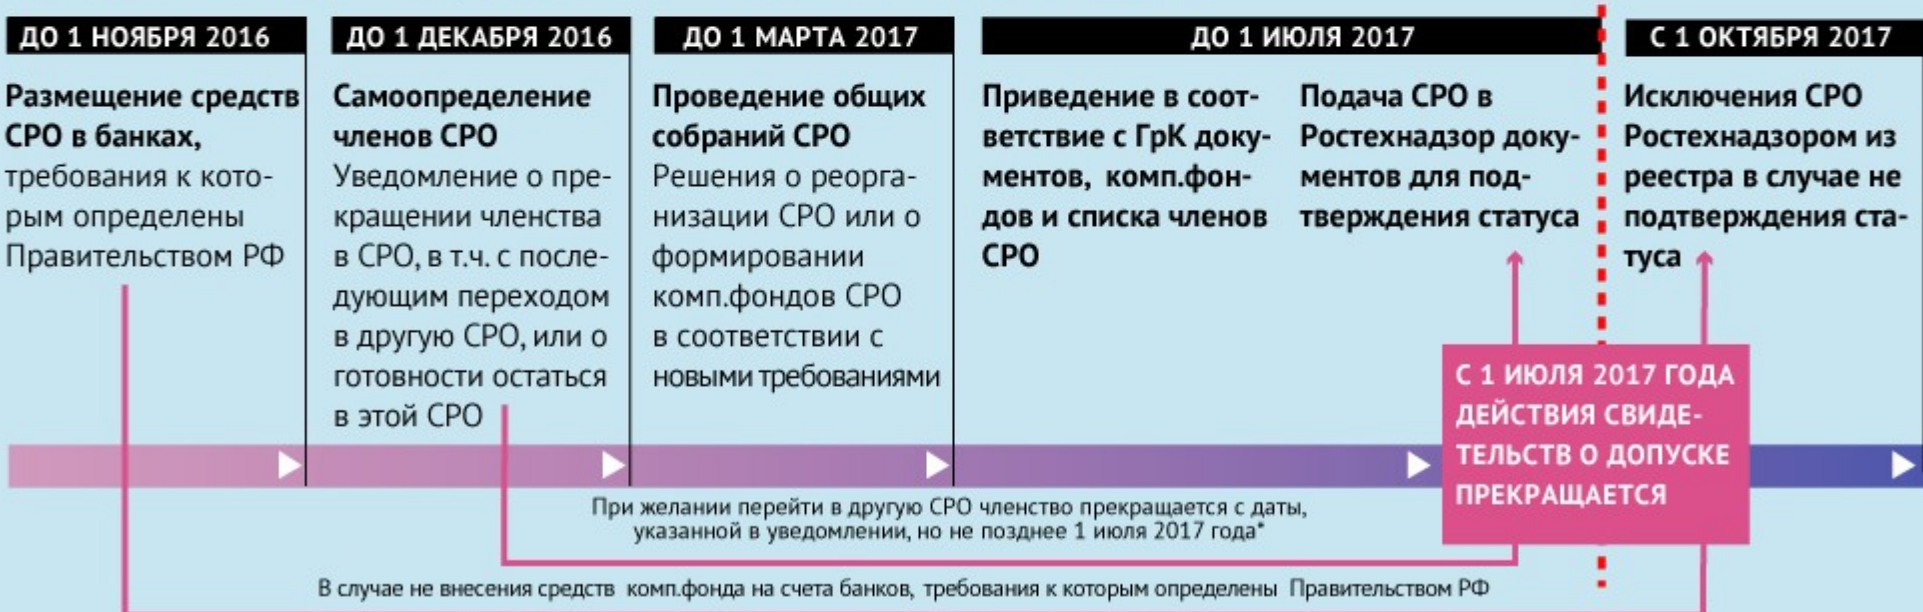 ДО 1 НОЯБРЯ 2016
Размещение средств
СРО в банках,
требования к кото-
рым определены
Правительством РФ
ДО 1 ДЕКАБРЯ 2016
Самоопределение
членов СРО
Уведомление о пре-
кращении членства
в СРО, в т.ч. с после-
дующим переходом
в другую СРО, или о
готовности остаться
в этой СРО
ДО 1 МАРТА 2017
Проведение общих
собраний СРО
Решения о реорга-
низации СРО или о
формировании
комп.фондов СРО
в соответствии с
новыми требованиями
ДО 1 ИЮЛЯ 2017
Приведение в соот-
ветствие с ГрК доку-
ментов, комп.фон-
дов и списка членов
СРО
Подача СРО в
Ростехнадзор доку-
ментов для под-
тверждения статуса
С 1 ОКТЯБРЯ 2017
Исключения СРО
Ростехнадзором из
реестра в случае не
подтверждения ста-
туса
С 1 ИЮЛЯ 2017 ГОДА
ДЕЙСТВИЯ СВИДЕ-
ТЕЛЬСТВ О ДОПУСКЕ
ПРЕКРАЩАЕТСЯ
При желании перейти в другую СРО членство прекращается с даты,
указанной в уведомлении, но не позднее 1 июля 2017 года*
В случае не внесения средств комп.фонда на счета банков, требования к которым определены Правительством РФ